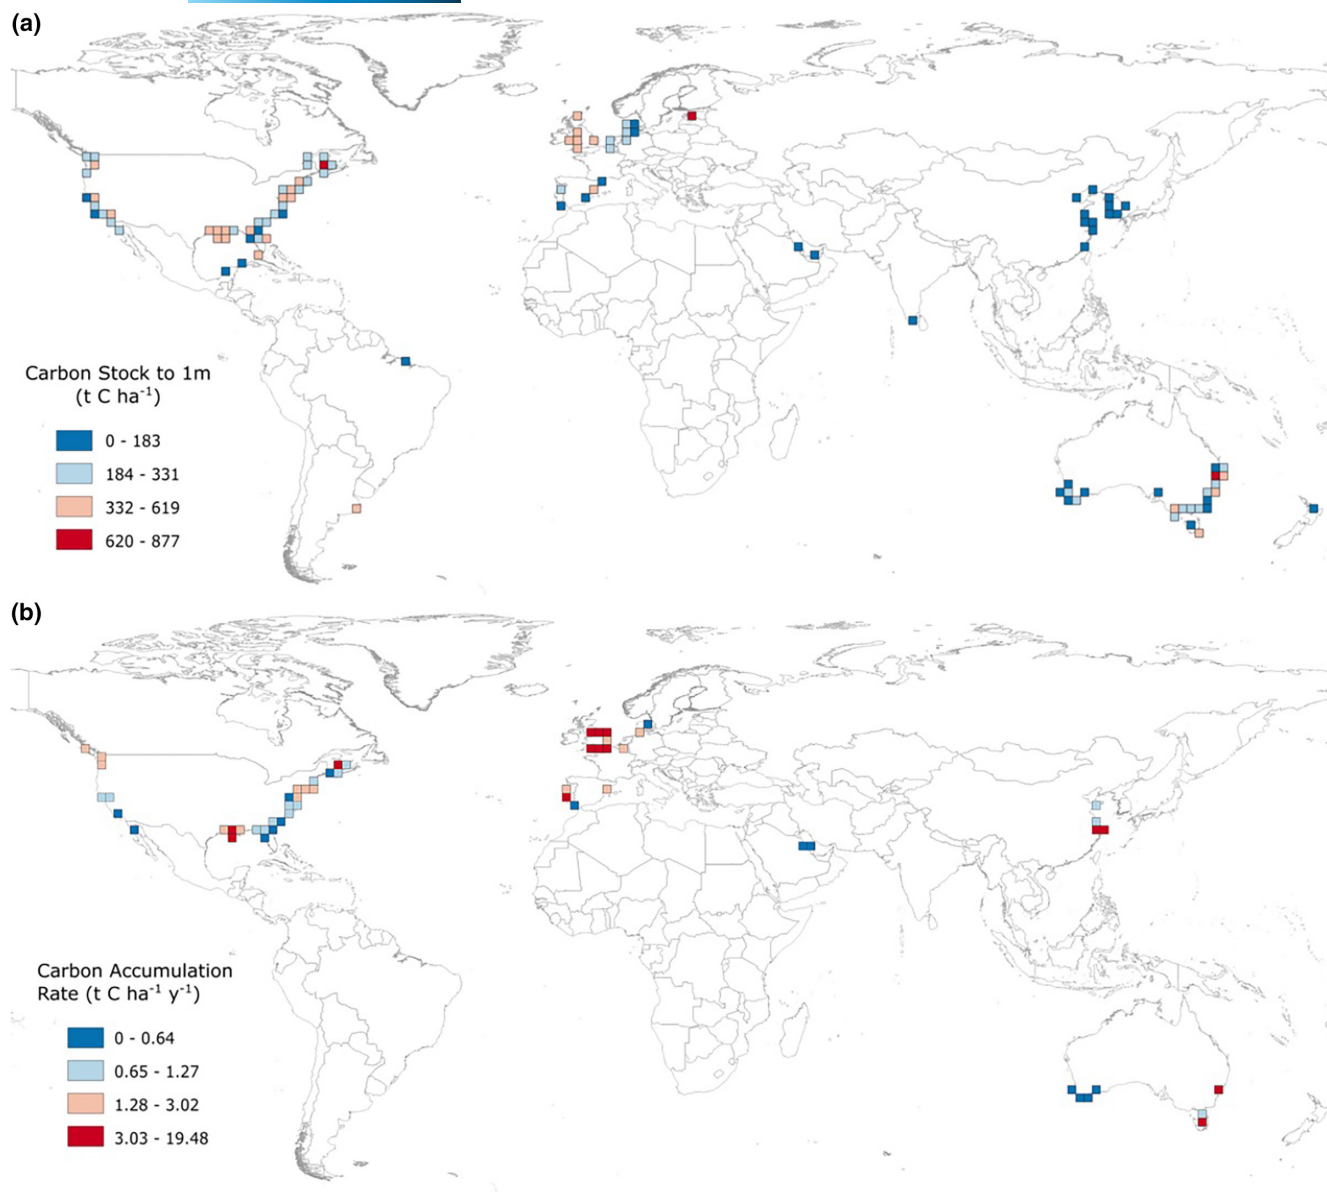 (a)
Carbon Stock to 1m
(t C ha⁻¹)
0 - 183
184 - 331
332 - 619
620 - 877
(b)
Carbon Accumulation
Rate (t C ha⁻¹ y⁻¹)
0 - 0.64
0.65 - 1.27
1.28 - 3.02
3.03 - 19.48